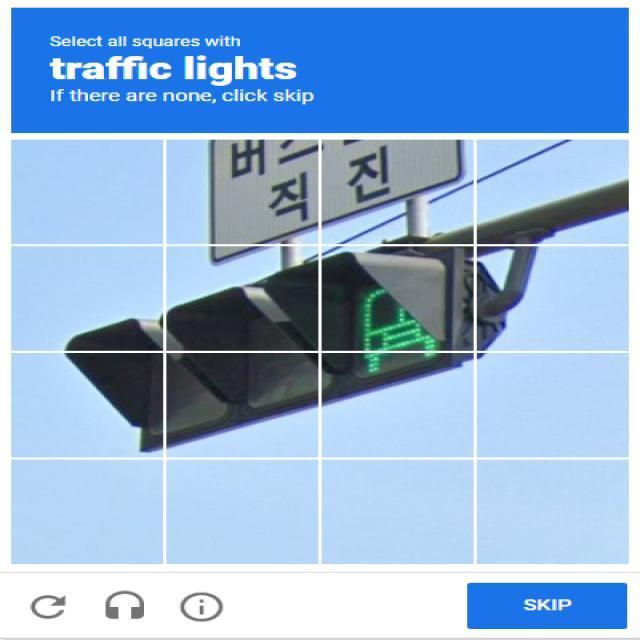 Select all squares with
traffic lights
If there are none, click skip
버스
직 진
SKIP